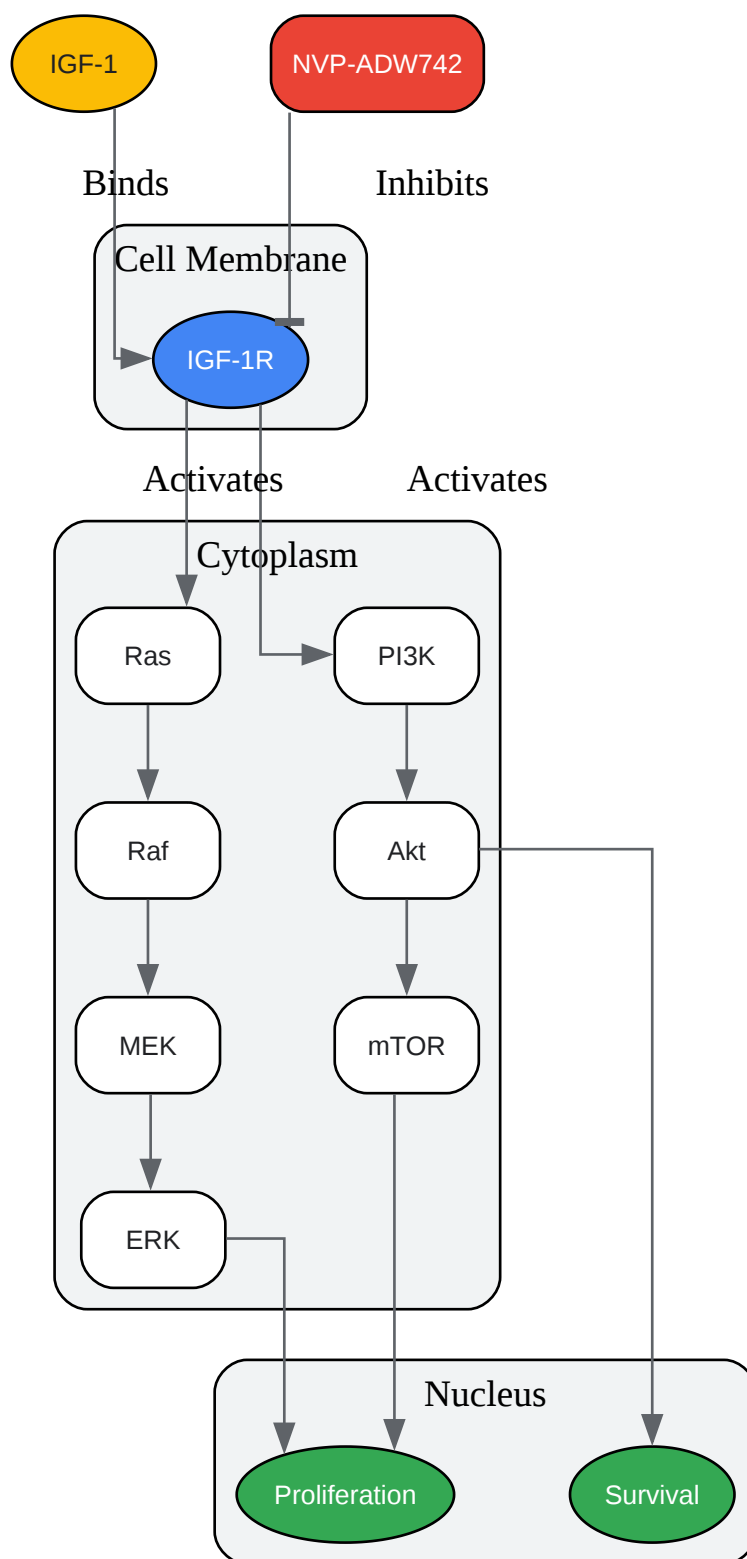 IGF-1
NVP-ADW742
Binds
Inhibits
Cell Membrane
IGF-1R
Activates
Activates
Cytoplasm
Ras
PI3K
Raf
Akt
MEK
mTOR
ERK
Nucleus
Proliferation
Survival